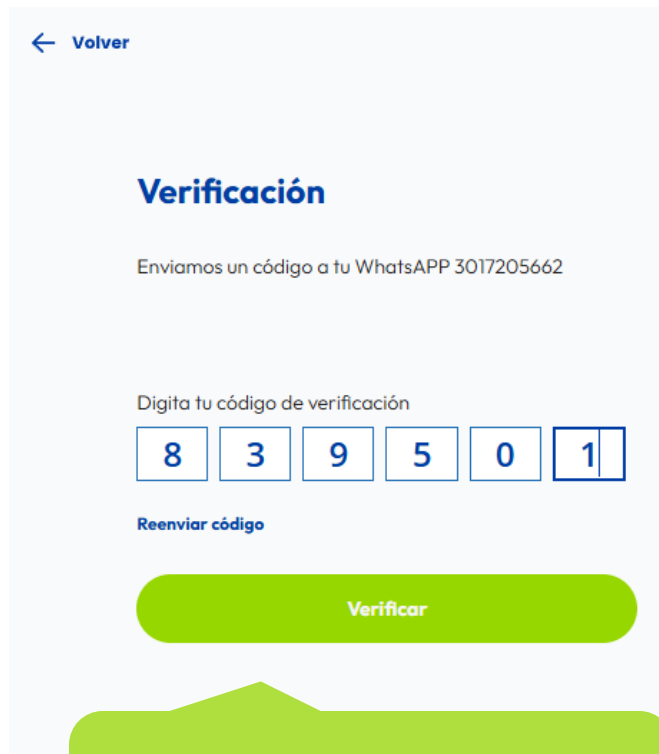 Volver
Verificación
Enviamos un código a tu WhatsAPP 3017205662
Digita tu código de verificación
8 3 9 5 0 1
Reenviar código
Verificar